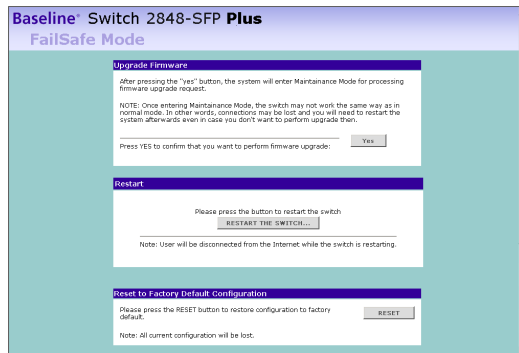 Baseline® Switch 2848-SFP Plus
FailSafe Mode
Upgrade Firmware
After pressing the "yes" button, the system will enter Maintainance Mode for processing
firmware upgrade request.
NOTE: Once entering Maintainance Mode, the switch may not work the same way as in
normal mode. In other words, connections may be lost and you will need to restart the
system afterwards even in case you don't want to perform upgrade then.
Press YES to confirm that you want to perform firmware upgrade:
Yes
Restart
Please press the button to restart the switch
RESTART THE SWITCH...
Note: User will be disconnected from the Internet while the switch is restarting.
Reset to Factory Default Configuration
Please press the RESET button to restore configuration to factory
default.
RESET
Note: All current configuration will be lost.